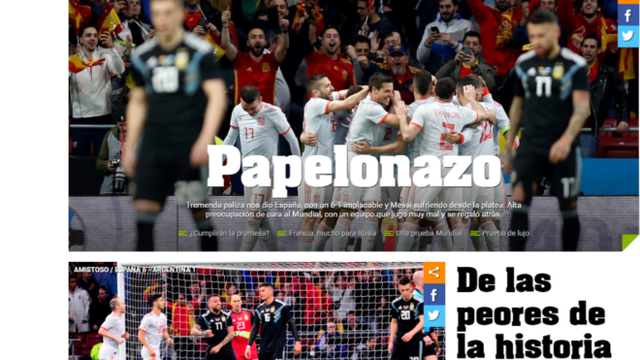 Papelonazo
Tremenda paliza nos dio España, con un 6-1 implacable y Messi sufriendo desde la platea. Alta
preocupación de cara al Mundial, con un equipo que jugó muy mal y se regaló atrás.
¿Cumplirán la promesa? Francia, mucho para Rusia Una prueba Mundial Prueba de lujo
AMISTOSO / ESPAÑA 6 - ARGENTINA 1
De las
peores de
la historia